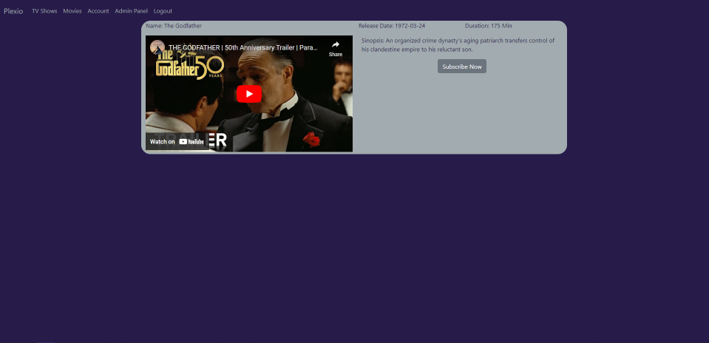 Plexio TV Shows Movies Account Admin Panel Logout
Name: The Godfather Release Date: 1972-03-24 Duration: 175 Min
THE GODFATHER | 50th Anniversary Trailer | Para...
Share
The
Godfather 50
YEARS
Watch on YouTube
ER
Sinopsis: An organized crime dynasty's aging patriarch transfers control of
his clandestine empire to his reluctant son.
Subscribe Now